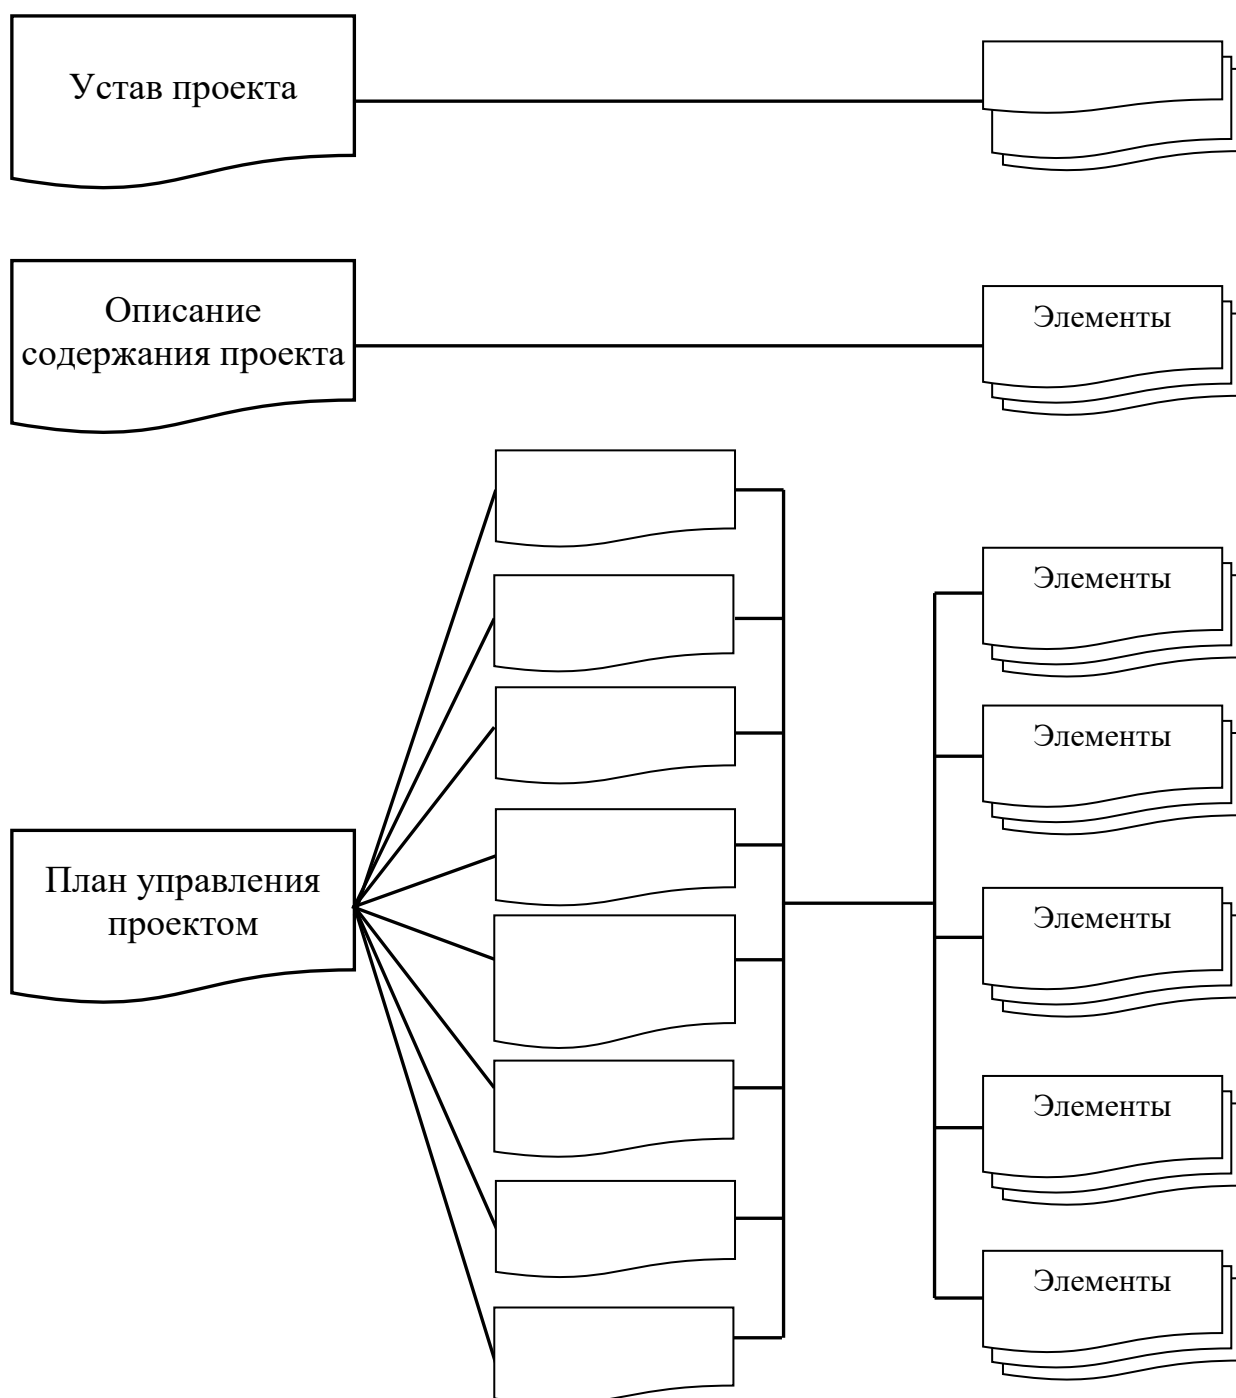 Устав проекта
Описание
содержания проекта
Элементы
Элементы
Элементы
План управления
проектом
Элементы
Элементы
Элементы